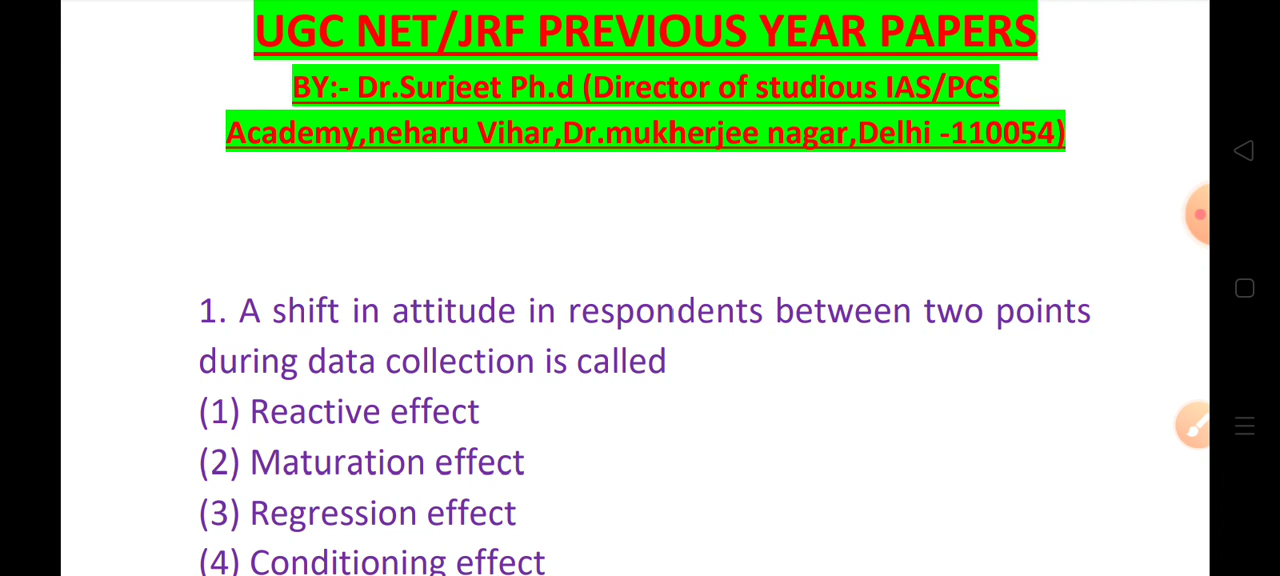 UGC NET/JRF PREVIOUS YEAR PAPERS
BY:- Dr.Surjeet Ph.d (Director of studious IAS/PCS
Academy,neharu Vihar,Dr.mukherjee nagar,Delhi -110054)
1. A shift in attitude in respondents between two points
during data collection is called
(1) Reactive effect
(2) Maturation effect
(3) Regression effect
(4) Conditioning effect